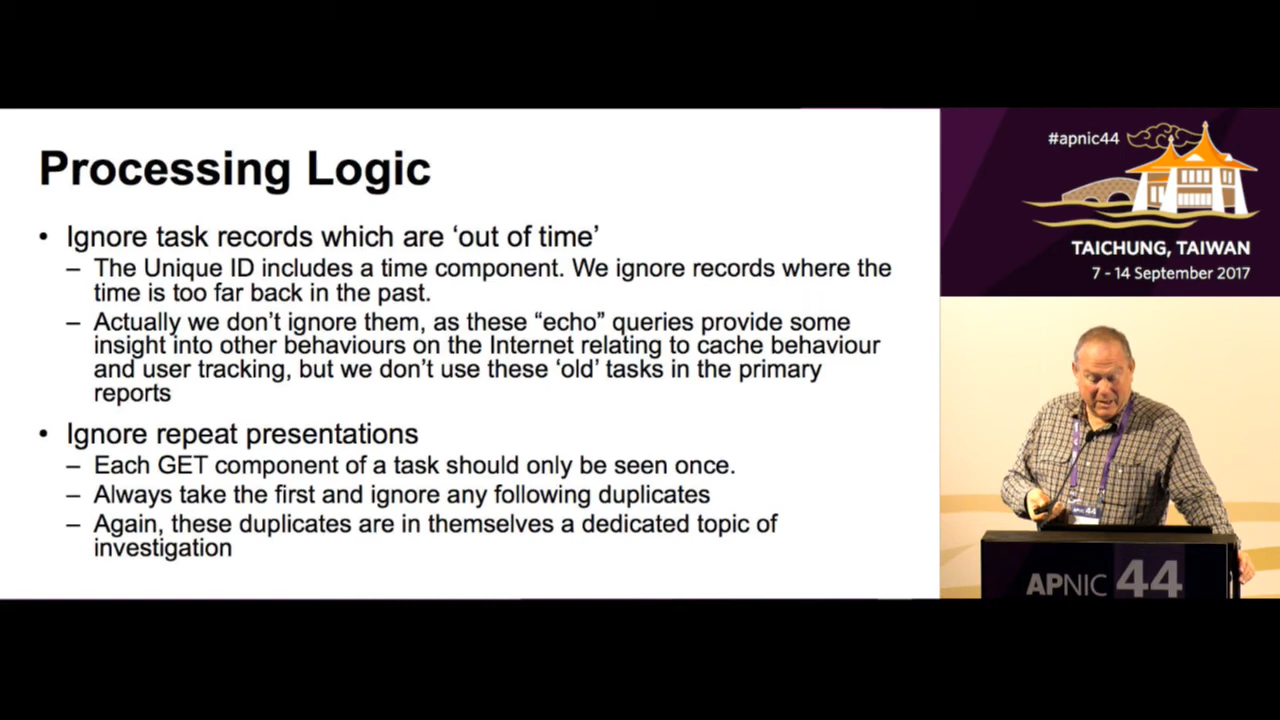 Processing Logic
• Ignore task records which are ‘out of time’
– The Unique ID includes a time component. We ignore records where the
time is too far back in the past.
– Actually we don’t ignore them, as these “echo” queries provide some
insight into other behaviours on the Internet relating to cache behaviour
and user tracking, but we don’t use these ‘old’ tasks in the primary
reports
• Ignore repeat presentations
– Each GET component of a task should only be seen once.
– Always take the first and ignore any following duplicates
– Again, these duplicates are in themselves a dedicated topic of
investigation
#apnic44
TAICHUNG, TAIWAN
7 - 14 September 2017
APNIC 44
APNIC 44